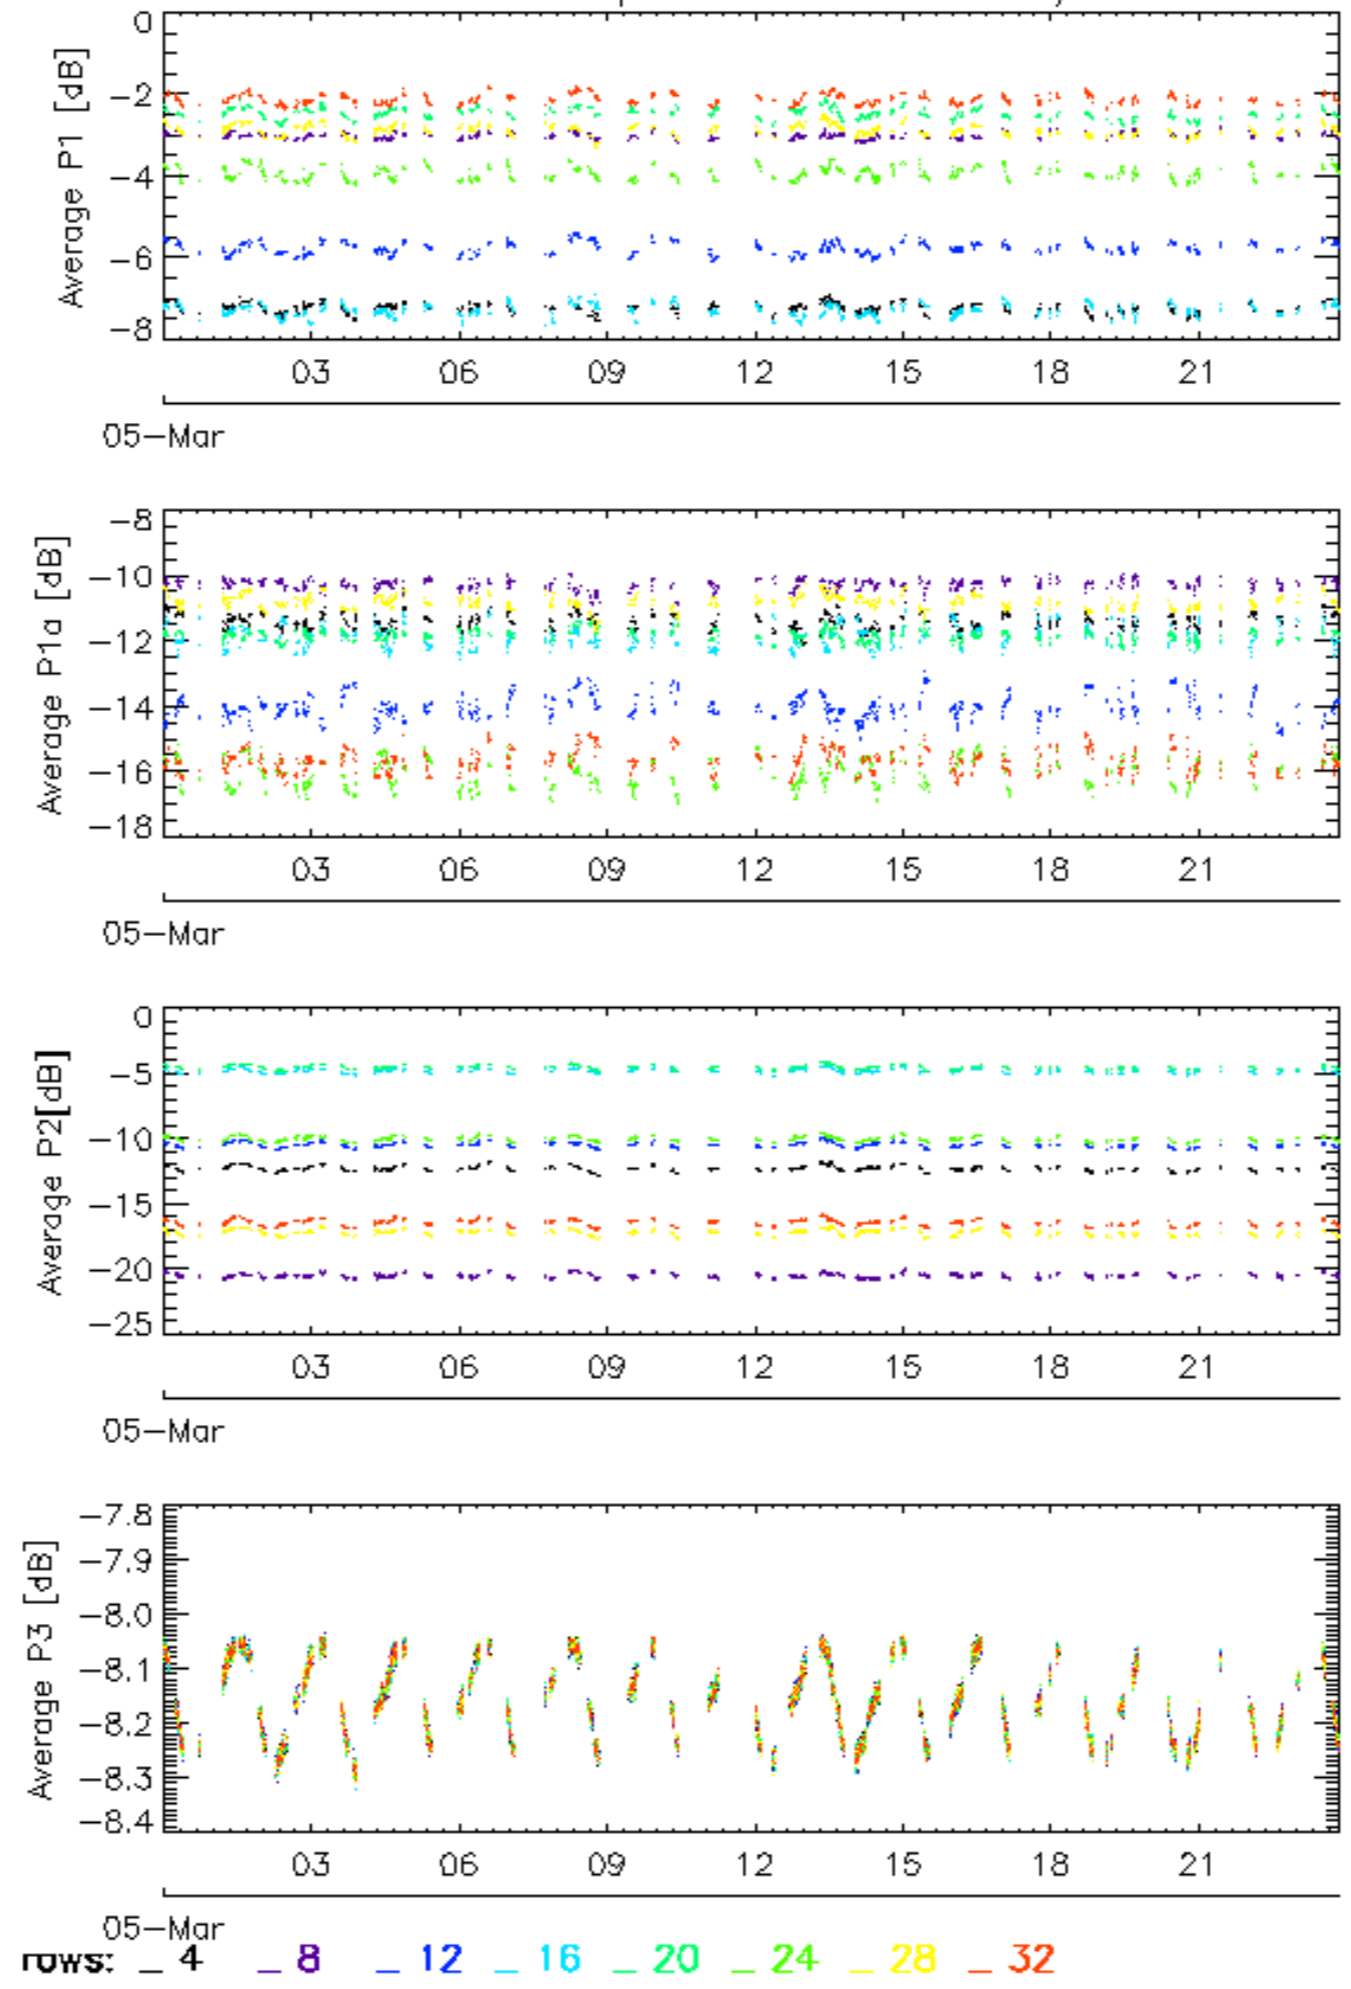 0
-2
-4
-6
-8
Average P1 [dB]
03 06 09 12 15 18 21
05-Mar
-8
-10
-12
-14
-16
-18
Average P1a [dB]
03 06 09 12 15 18 21
05-Mar
0
-5
-10
-15
-20
-25
Average P2[dB]
03 06 09 12 15 18 21
05-Mar
-7.8
-7.9
-8.0
-8.1
-8.2
-8.3
-8.4
Average P3 [dB]
03 06 09 12 15 18 21
05-Mar
rows: _ 4 _ 8 _ 12 _ 16 _ 20 _ 24 _ 28 _ 32